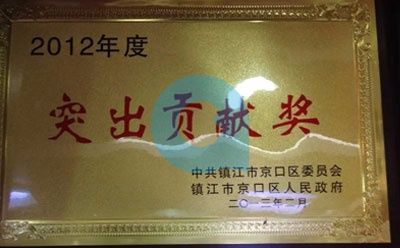 2012年度
突出贡献奖
中共镇江市京口区委员会
镇江市京口区人民政府
二〇一三年二月